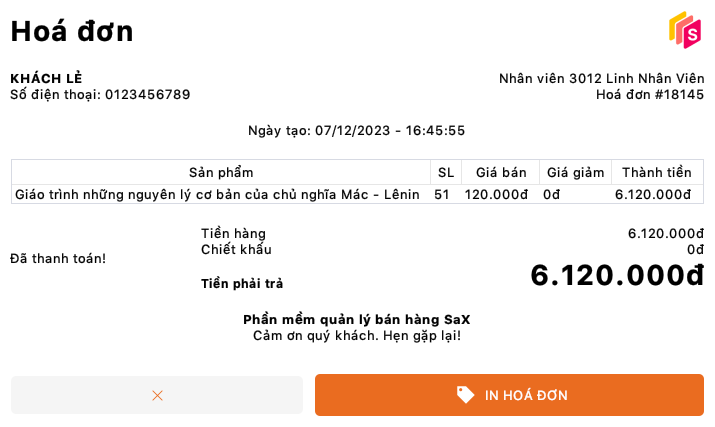 Hoá đơn
S
KHÁCH LẺ
Số điện thoại: 0123456789
Nhân viên 3012 Linh Nhân Viên
Hoá đơn #18145
Ngày tạo: 07/12/2023 - 16:45:55
Sản phẩm SL Giá bán Giá giảm Thành tiền
Giáo trình những nguyên lý cơ bản của chủ nghĩa Mác - Lênin 51 120.000đ 0đ 6.120.000đ
Tiền hàng 6.120.000đ
Chiết khấu 0đ
Đã thanh toán!
Tiền phải trả 6.120.000đ
Phần mềm quản lý bán hàng SaX
Cảm ơn quý khách. Hẹn gặp lại!
IN HOÁ ĐƠN